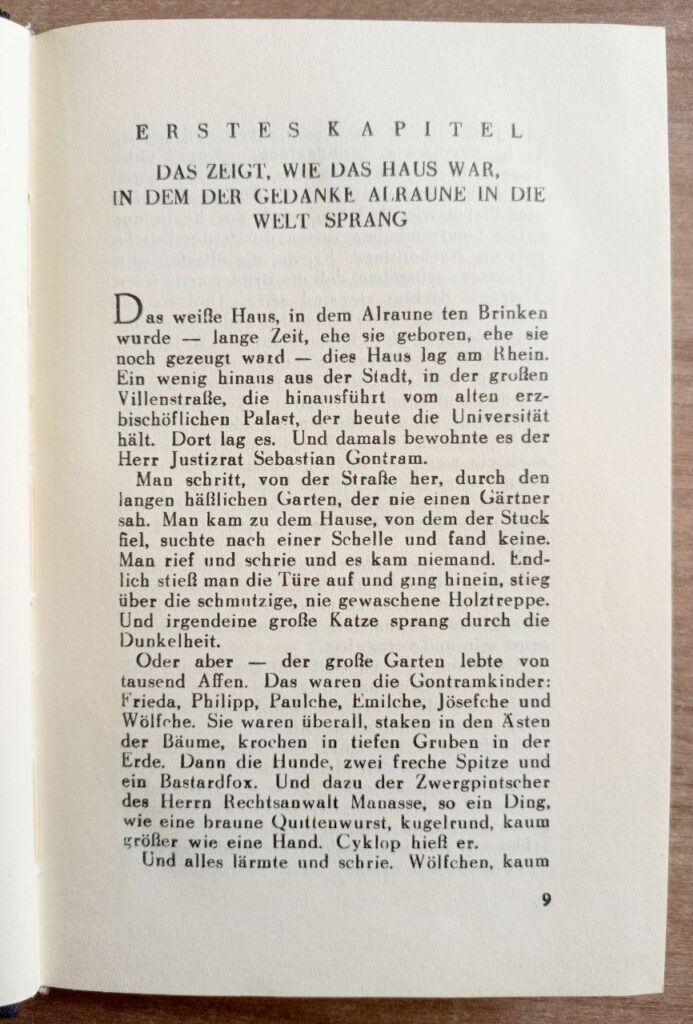 ERSTES KAPITEL
DAS ZEIGT, WIE DAS HAUS WAR,
IN DEM DER GEDANKE ALRAUNE IN DIE
WELT SPRANG
Das weiße Haus, in dem Alraune ten Brinken
wurde — lange Zeit, ehe sie geboren, ehe sie
noch gezeugt ward — dies Haus lag am Rhein.
Ein wenig hinaus aus der Stadt, in der großen
Villenstraße, die hinausführt vom alten erz-
bischöflichen Palast, der heute die Universität
hält. Dort lag es. Und damals bewohnte es der
Herr Justizrat Sebastian Gontram.
Man schritt, von der Straße her, durch den
langen häßlichen Garten, der nie einen Gärtner
sah. Man kam zu dem Hause, von dem der Stuck
fiel, suchte nach einer Schelle und fand keine.
Man rief und schrie und es kam niemand. End-
lich stieß man die Türe auf und ging hinein, stieg
über die schmutzige, nie gewaschene Holztreppe.
Und irgendeine große Katze sprang durch die
Dunkelheit.
Oder aber — der große Garten lebte von
tausend Affen. Das waren die Gontramkinder:
Frieda, Philipp, Paulche, Emilche, Jösefche und
Wölfche. Sie waren überall, staken in den Ästen
der Bäume, krochen in tiefen Gruben in der
Erde. Dann die Hunde, zwei freche Spitze und
ein Bastardfox. Und dazu der Zwergpintscher
des Herrn Rechtsanwalt Manasse, so ein Ding,
wie eine braune Quittenwurst, kugelrund, kaum
größer wie eine Hand. Cyklop hieß er.
Und alles lärmte und schrie. Wölfchen, kaum
9